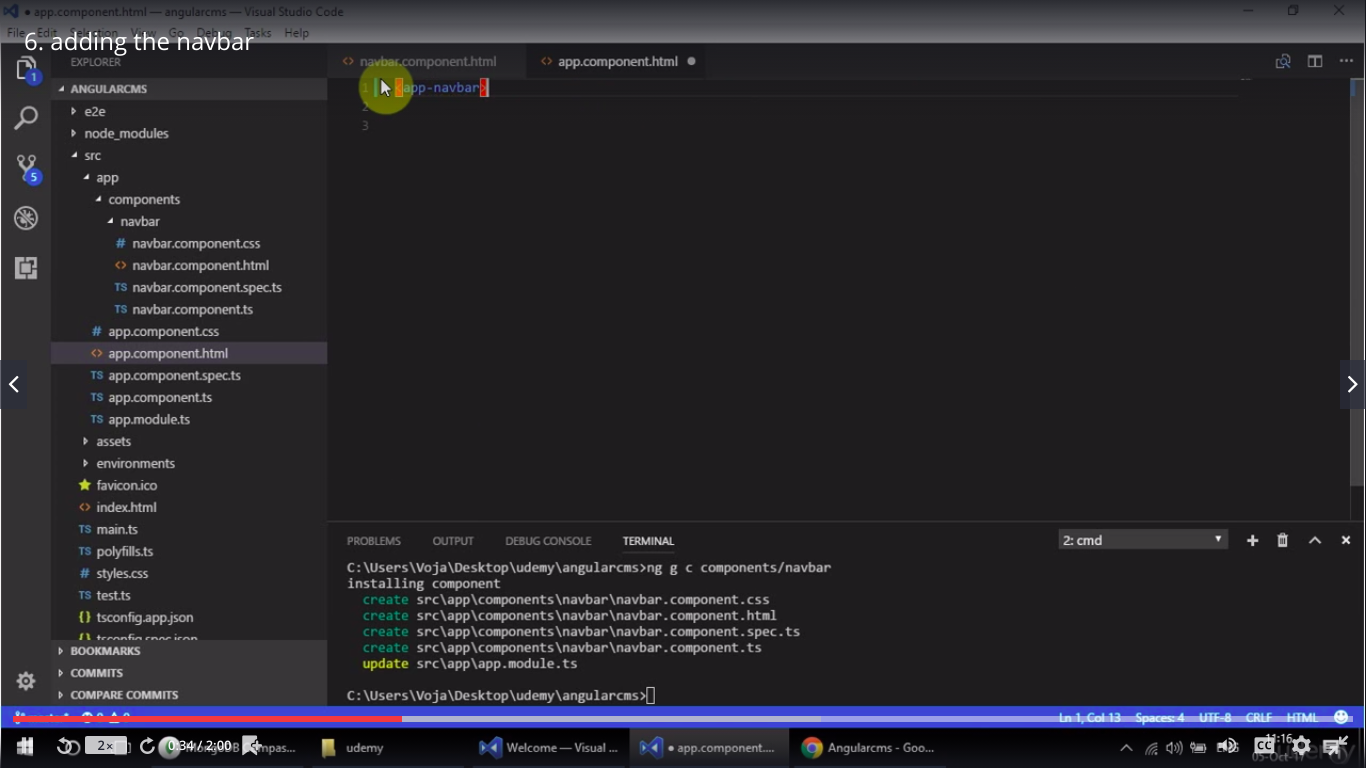 app.component.html — angularcms — Visual Studio Code
File Edit Selection View Go Debug Tasks Help
6. adding the navbar
EXPLORER
navbar.component.html
app.component.html
1
ANGULARCMS
e2e
node_modules
src
app
components
navbar
navbar.component.css
navbar.component.html
navbar.component.spec.ts
navbar.component.ts
app.component.css
app.component.html
app.component.spec.ts
app.component.ts
app.module.ts
assets
environments
favicon.ico
index.html
main.ts
polyfills.ts
styles.css
test.ts
tsconfig.app.json
tsconfig.spec.json
BOOKMARKS
COMMITS
COMPARE COMMITS
5
1 <app-navbar>
2
3
PROBLEMS OUTPUT DEBUG CONSOLE TERMINAL
2: cmd
C:\Users\Voja\Desktop\udemy\angularcms>ng g c components/navbar
installing component
create src\app\components\navbar\navbar.component.css
create src\app\components\navbar\navbar.component.html
create src\app\components\navbar\navbar.component.spec.ts
create src\app\components\navbar\navbar.component.ts
update src\app\app.module.ts
C:\Users\Voja\Desktop\udemy\angularcms>
Ln 1, Col 13 Spaces: 4 UTF-8 CRLF HTML
2×
0:34 / 2:00
udemy
Welcome — Visual ...
app.component....
Angularcms - Goo...
CC
11:16
05-Oct-17